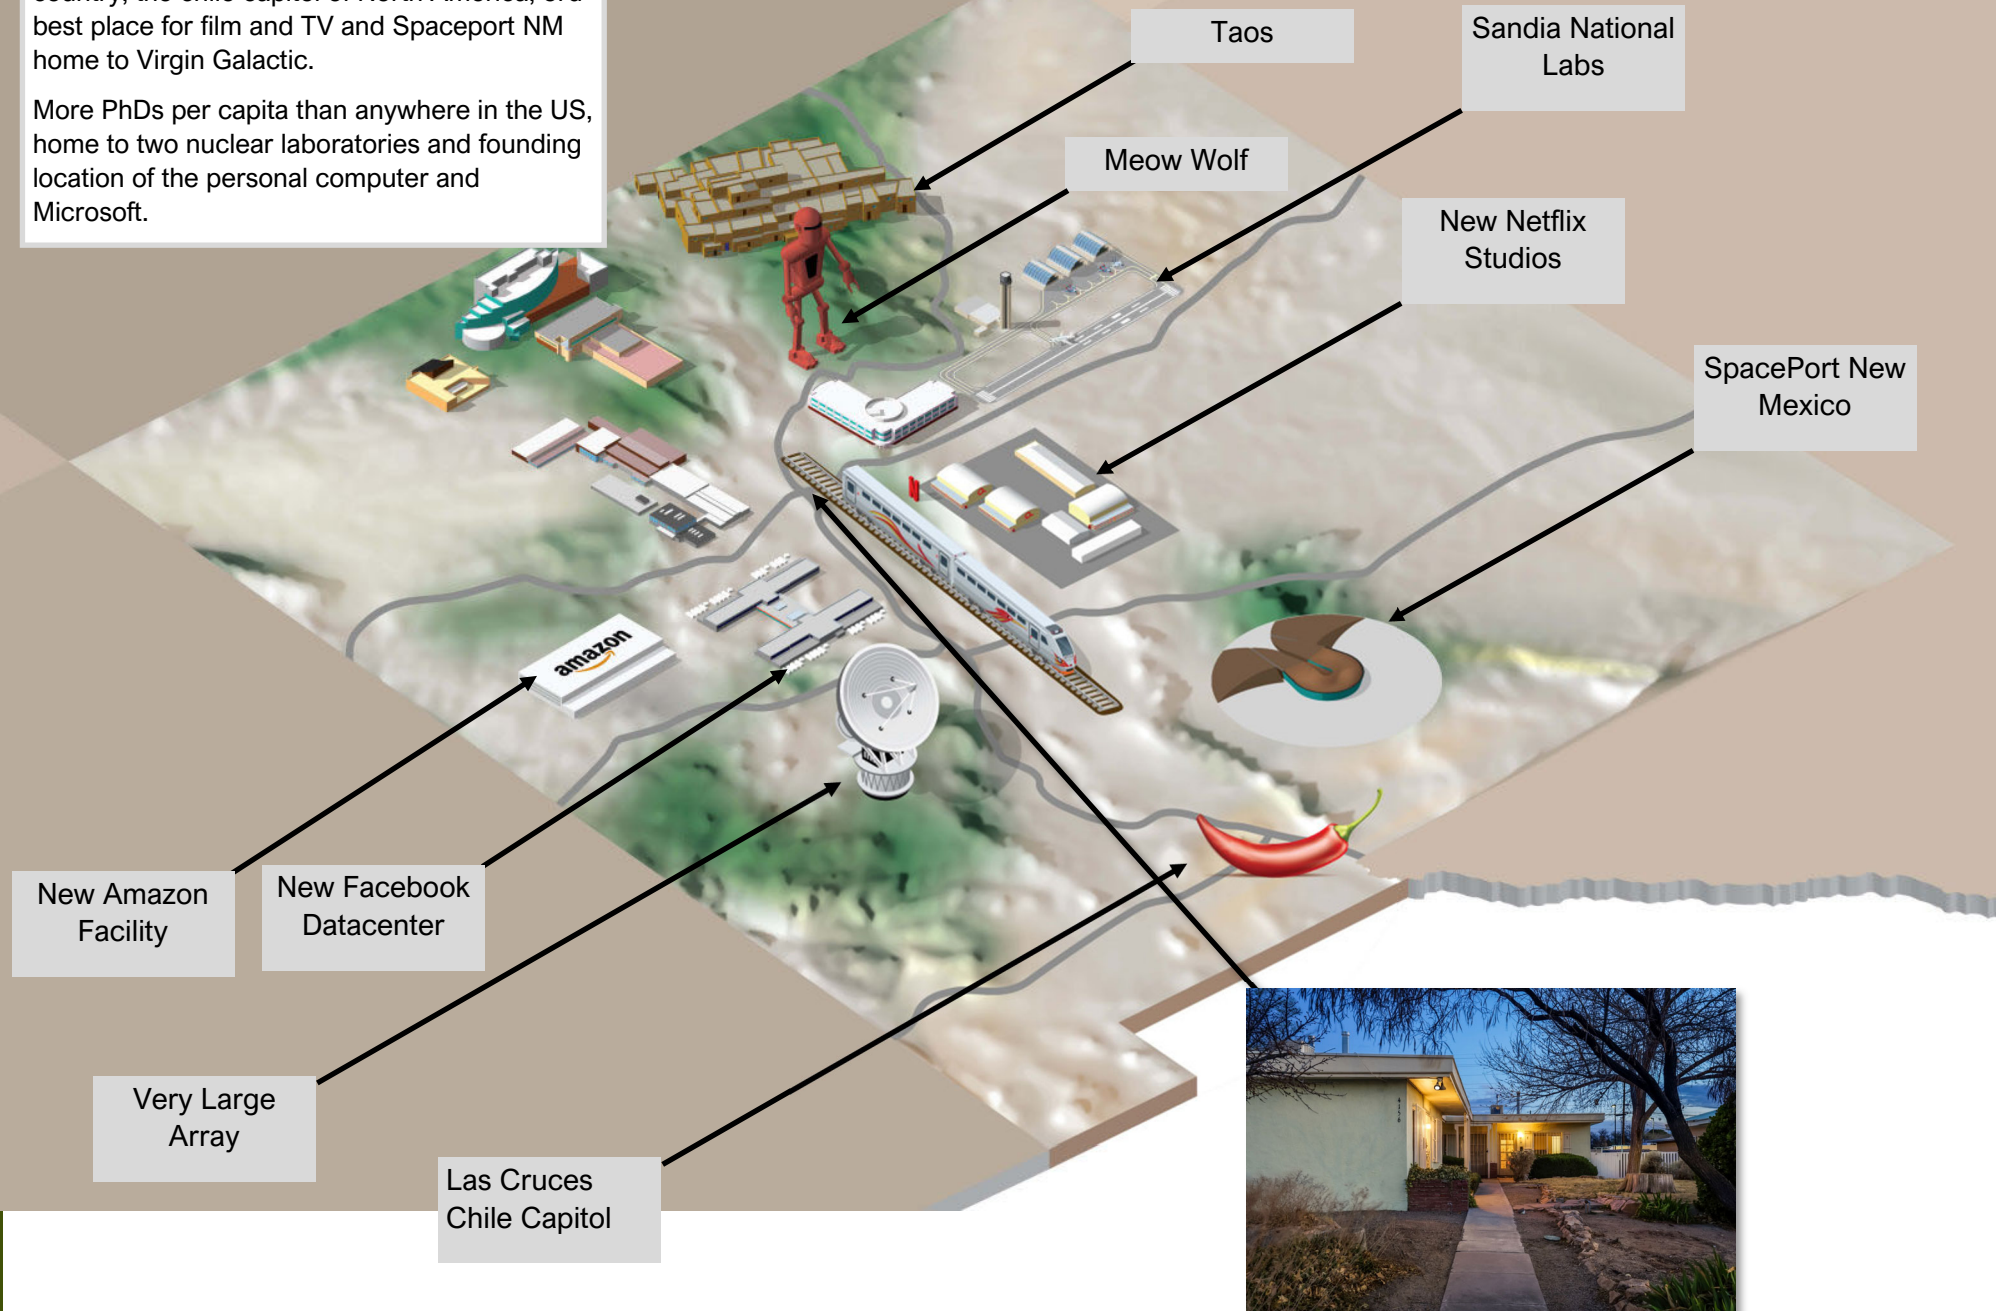 best place for film and TV and Spaceport NM
home to Virgin Galactic.
More PhDs per capita than anywhere in the US,
home to two nuclear laboratories and founding
location of the personal computer and
Microsoft.
Taos
Sandia National
Labs
Meow Wolf
New Netflix
Studios
SpacePort New
Mexico
N
amazon
New Amazon
Facility
New Facebook
Datacenter
Very Large
Array
Las Cruces
Chile Capitol